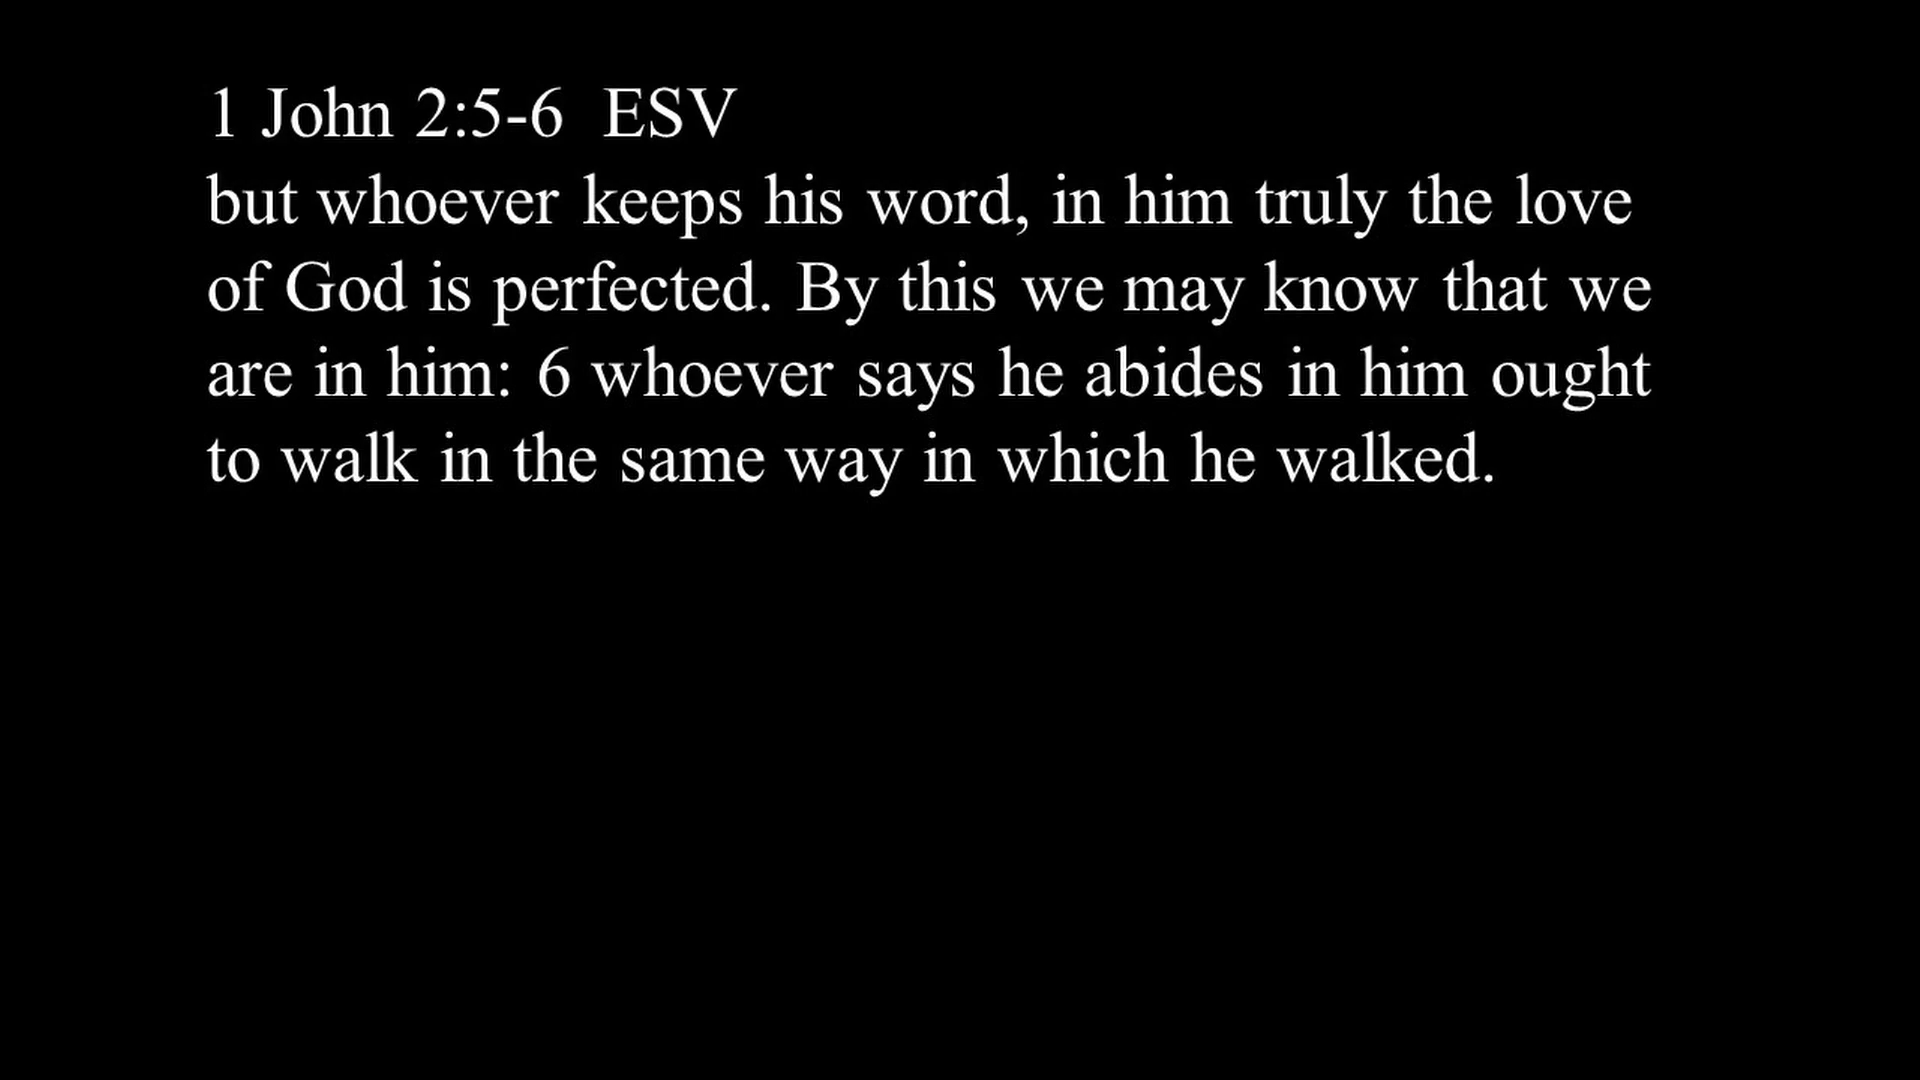 1 John 2:5-6  ESV
but whoever keeps his word, in him truly the love
of God is perfected. By this we may know that we
are in him: 6 whoever says he abides in him ought
to walk in the same way in which he walked.